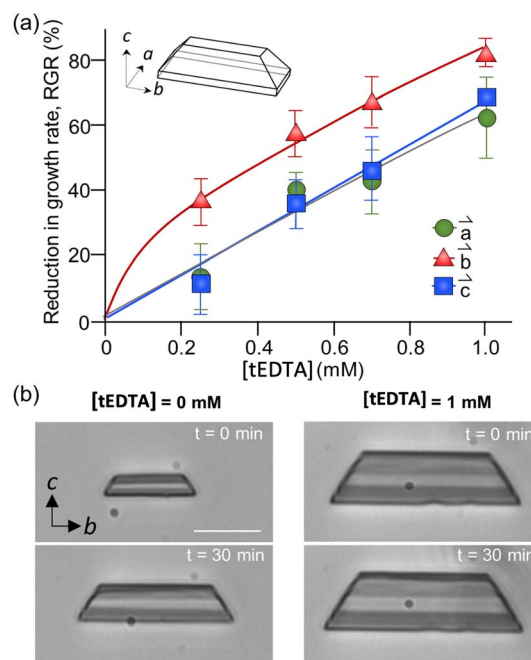 (a)
Reduction in growth rate, RGR (%)
80
60
40
20
0
0 0.2 0.4 0.6 0.8 1.0
[tEDTA] (mM)
c
a
b
a
b
c
(b)
[tEDTA] = 0 mM
[tEDTA] = 1 mM
t = 0 min
t = 0 min
c
b
t = 30 min
t = 30 min